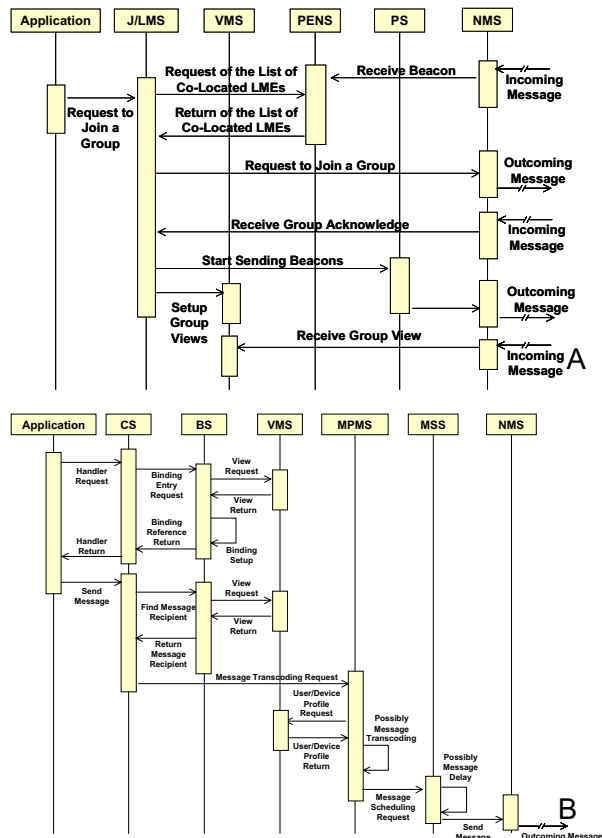 Application J/LMS VMS PENS PS NMS
Request of the List of
Co-Located LMEs
Receive Beacon
Incoming
Message
Request to
Join a
Group
Return of the List of
Co-Located LMEs
Request to Join a Group
Outcoming
Message
Receive Group Acknowledge
Incoming
Message
Start Sending Beacons
Setup
Group
Views
Outcoming
Message
Receive Group View
Incoming
Message
A
Application CS BS VMS MPMS MSS NMS
Handler
Request
Binding
Entry
Request
View
Request
View
Return
Binding
Reference
Return
Handler
Return
Binding
Setup
Send
Message
Find Message
Recipient
View
Request
View
Return
Return
Message
Recipient
Message Transcoding Request
User/Device
Profile
Request
Possibly
Message
Transcoding
User/Device
Profile
Return
Possibly
Message
Delay
Message
Scheduling
Request
Send
Message
B
Outcoming Message